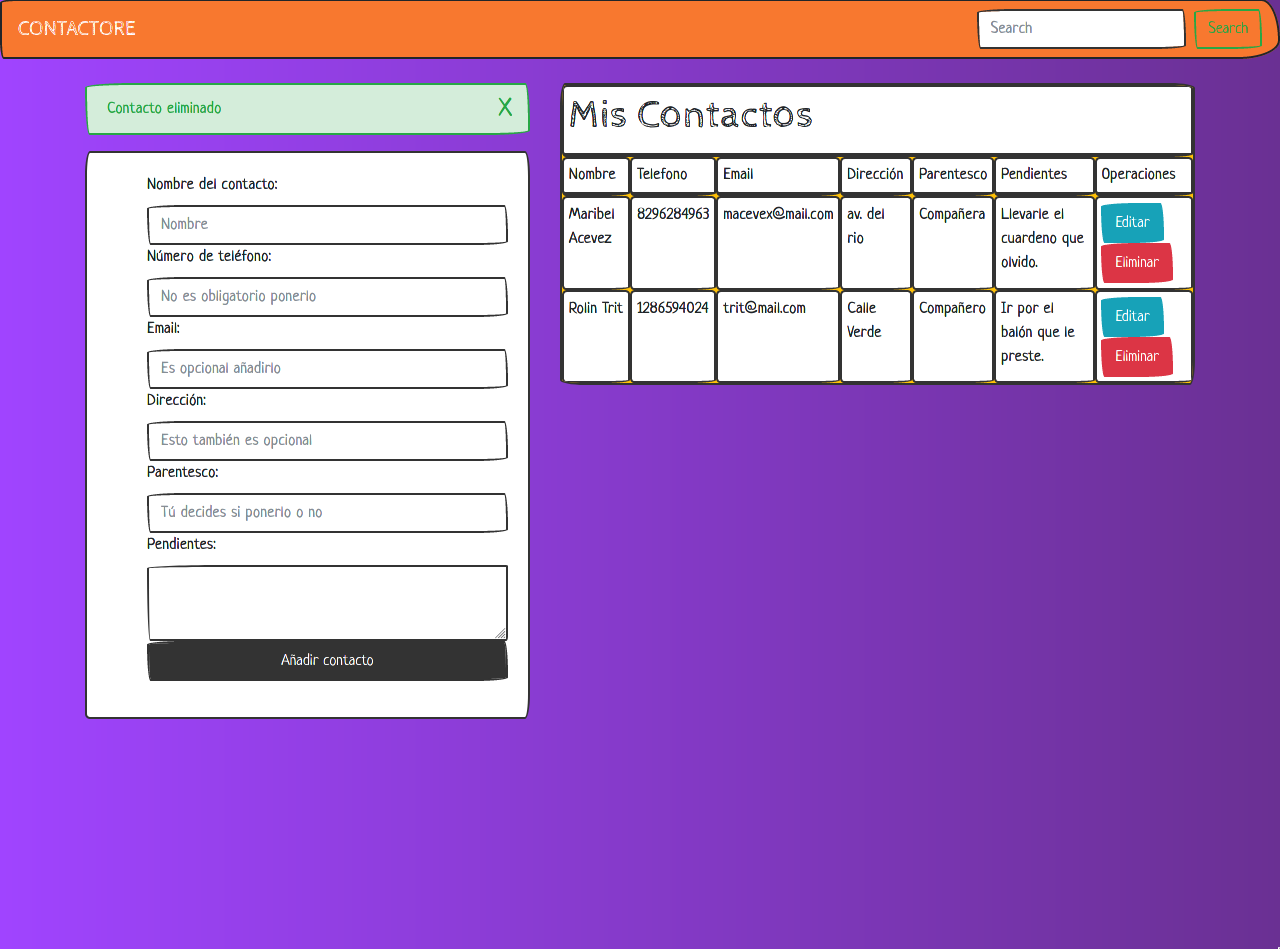 CONTACTORE
Search
Search
Contacto eliminado
X
Nombre del contacto:
Nombre
Número de teléfono:
No es obligatorio ponerlo
Email:
Es opcional añadirlo
Dirección:
Esto también es opcional
Parentesco:
Tú decides si ponerlo o no
Pendientes:
Añadir contacto
Mis Contactos
Nombre Telefono Email Dirección Parentesco Pendientes Operaciones
Maribel Acevez 8296284963 macevex@mail.com av. del rio Compañera Llevarle el cuardeno que olvido. Editar Eliminar
Rolin Trit 1286594024 trit@mail.com Calle Verde Compañero Ir por el balón que le preste. Editar Eliminar